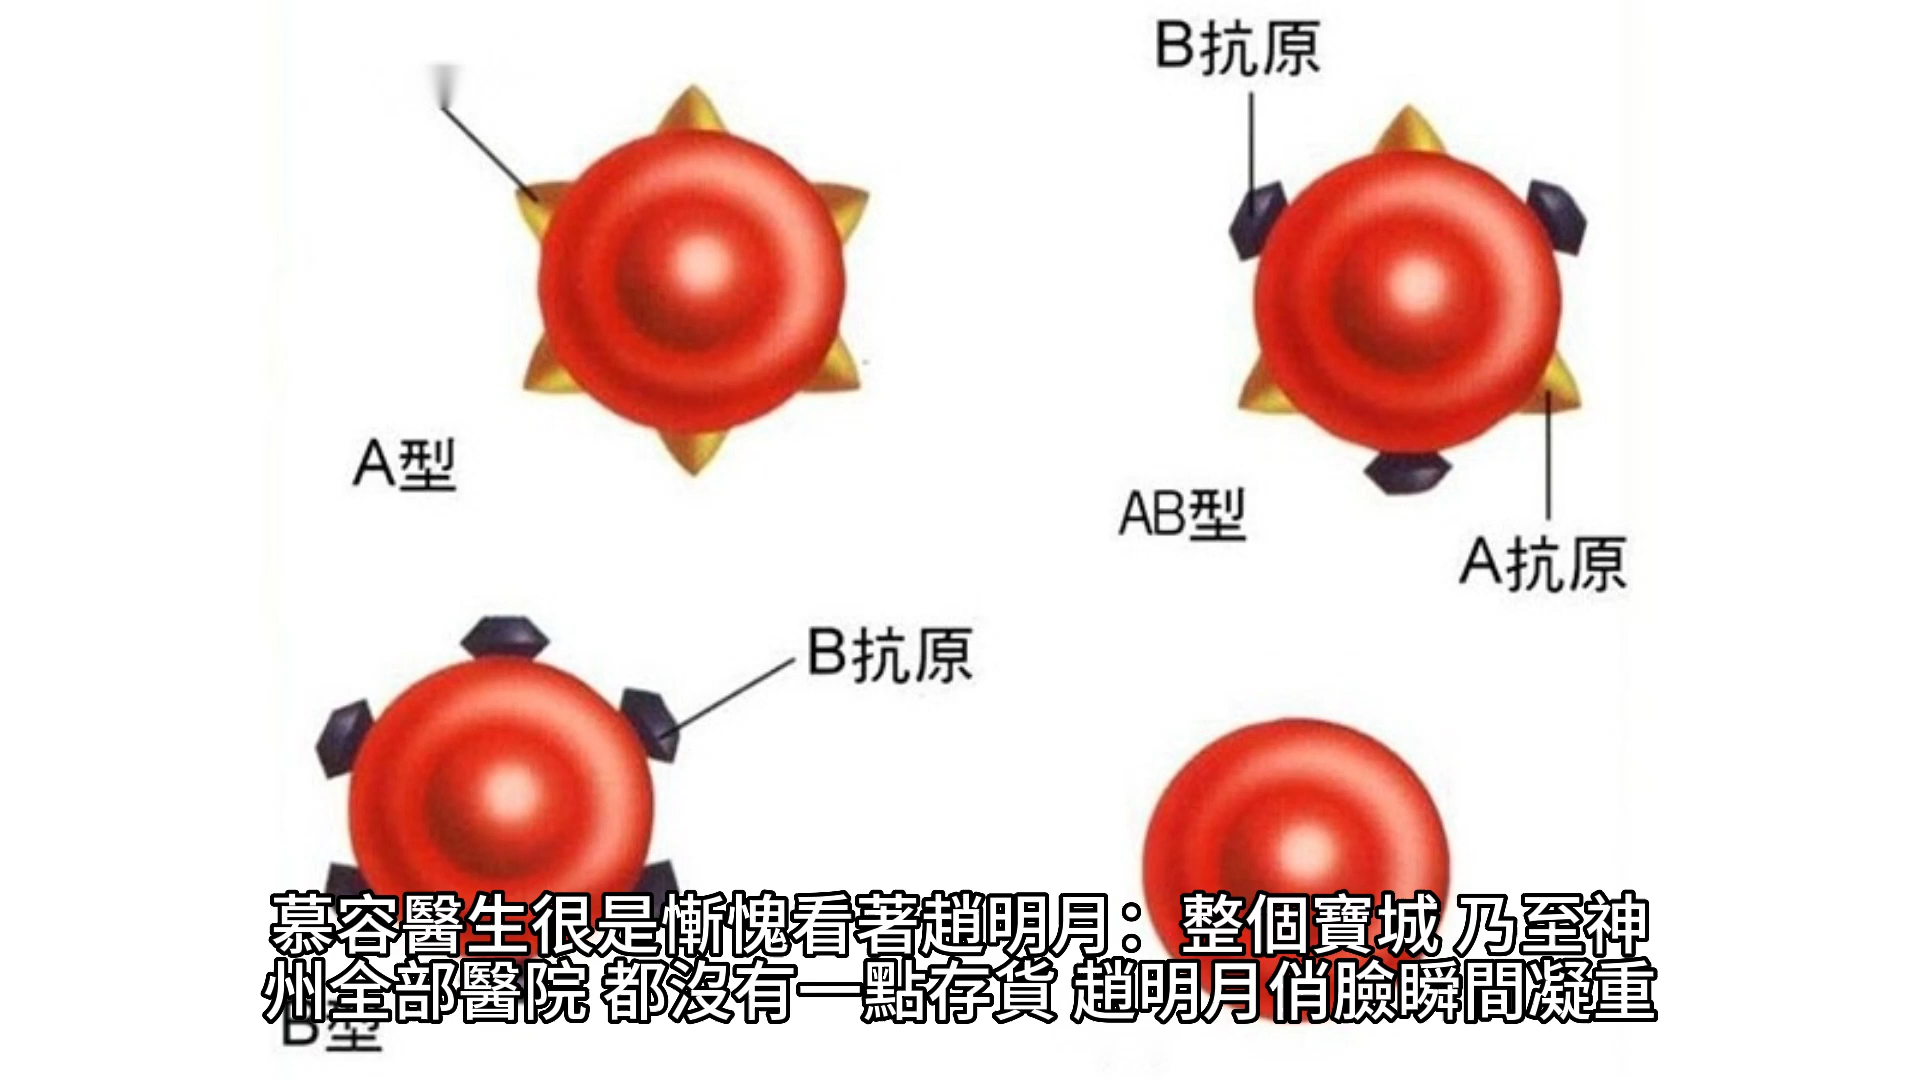 B抗原
A型
AB型
A抗原
B抗原
慕容醫生很是慚愧看著趙明月：整個寶城 乃至神
州全部醫院 都沒有一點存貨 趙明月俏臉瞬間凝重
B型